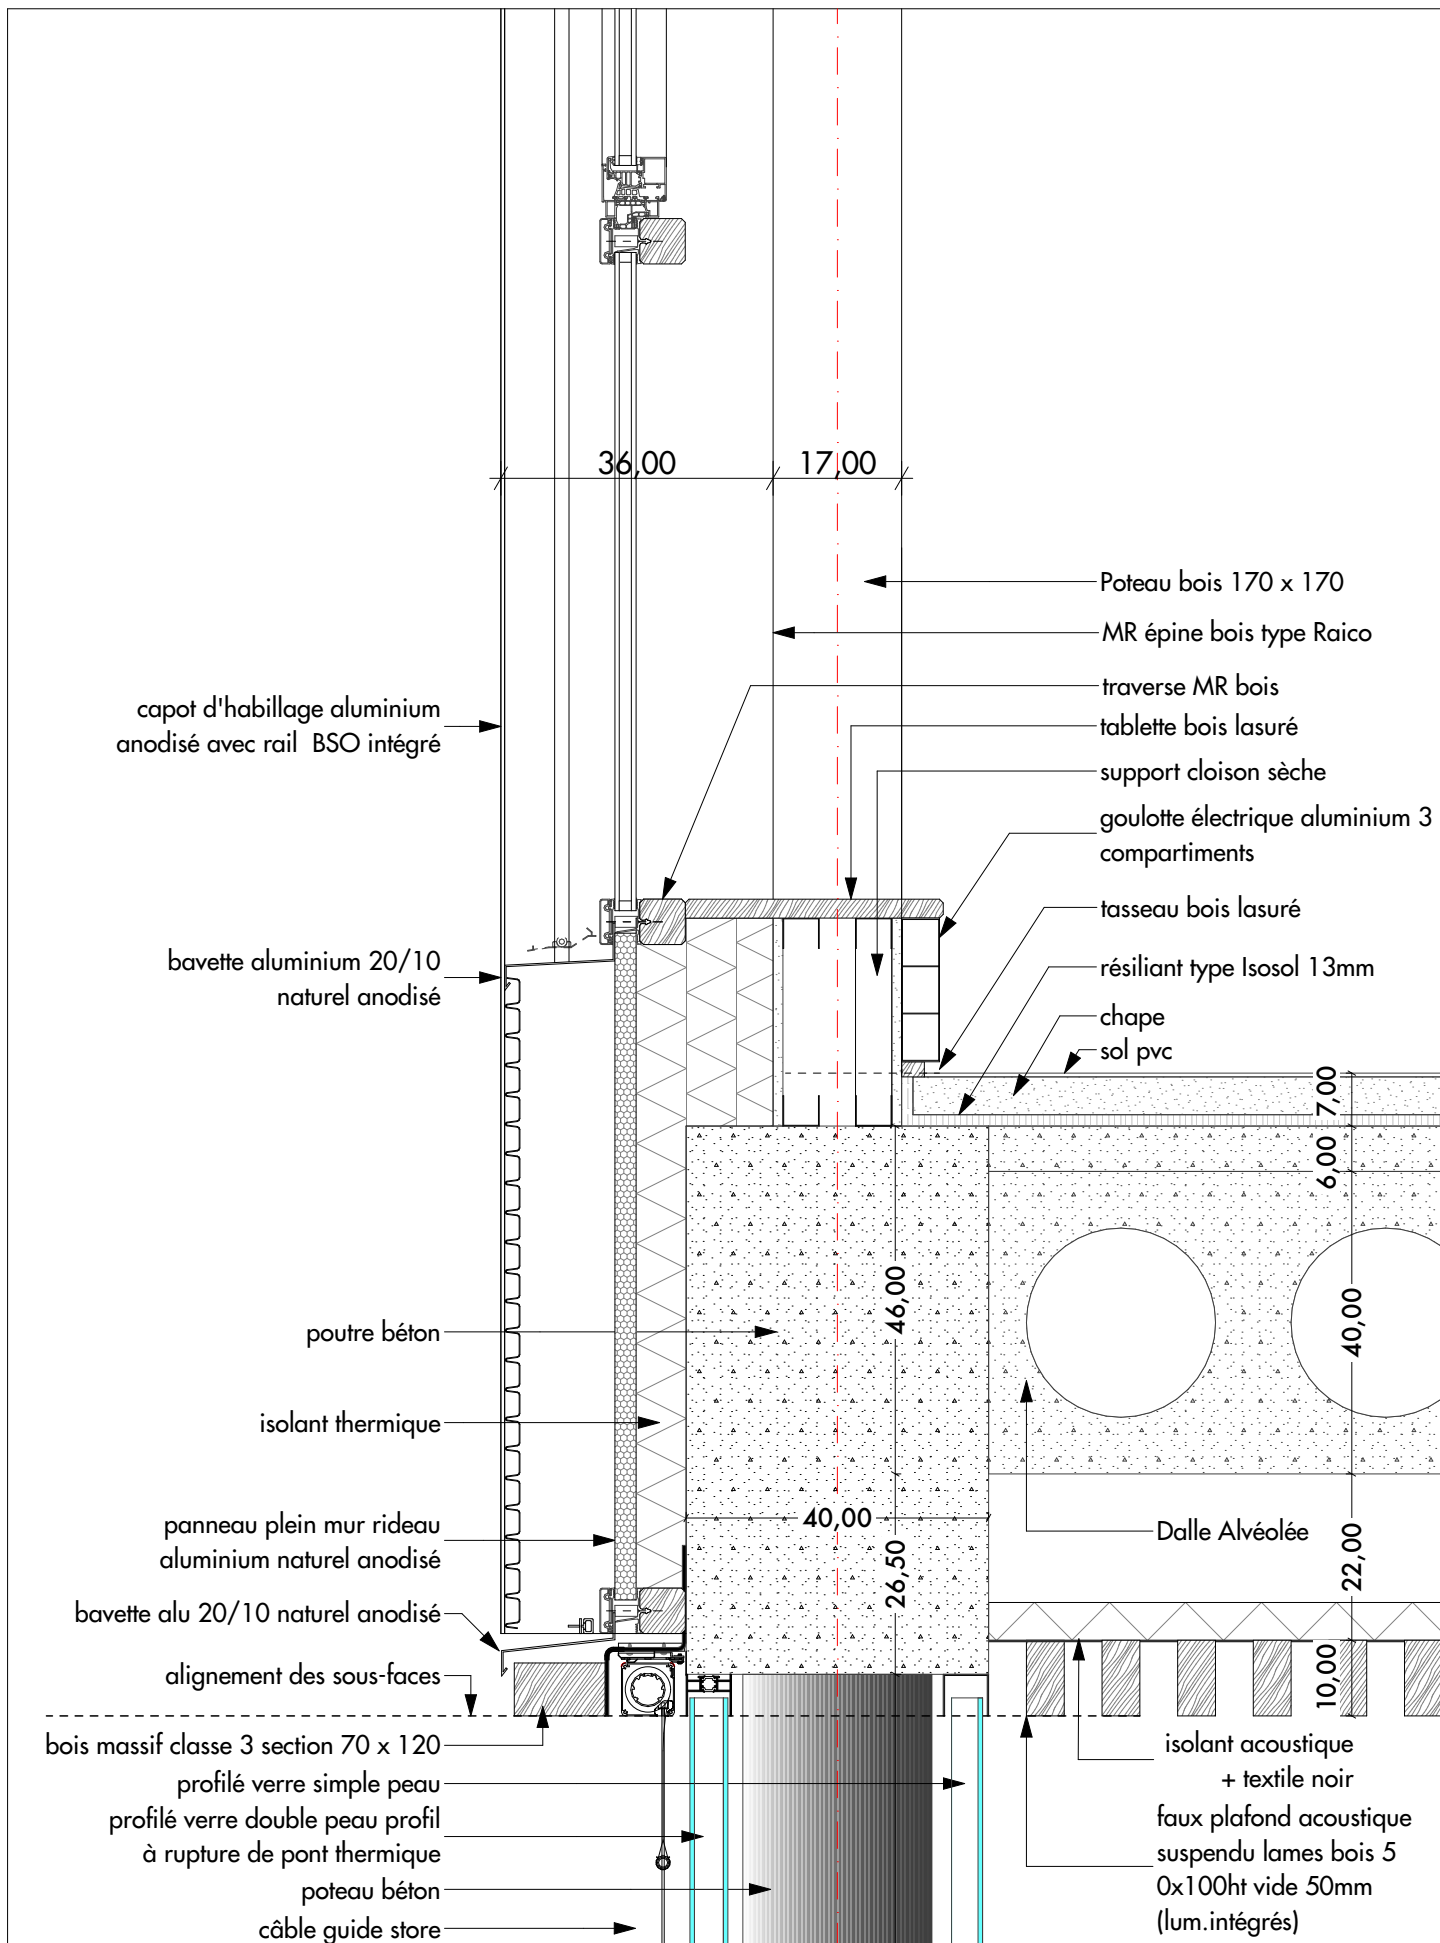 36,00
17,00
Poteau bois 170 x 170
MR épine bois type Raico
traverse MR bois
tablette bois lasuré
support cloison sèche
goulotte électrique aluminium 3
compartiments
tasseau bois lasuré
résiliant type Isosol 13mm
chape
sol pvc
capot d'habillage aluminium
anodisé avec rail BSO intégré
bavette aluminium 20/10
naturel anodisé
7,00
6,00
46,00
40,00
poutre béton
isolant thermique
40,00
26,50
22,00
10,00
panneau plein mur rideau
aluminium naturel anodisé
Dalle Alvéolée
bavette alu 20/10 naturel anodisé
alignement des sous-faces
bois massif classe 3 section 70 x 120
profilé verre simple peau
profilé verre double peau profil
à rupture de pont thermique
poteau béton
câble guide store
isolant acoustique
+ textile noir
faux plafond acoustique
suspendu lames bois 5
0x100ht vide 50mm
(lum.intégrés)